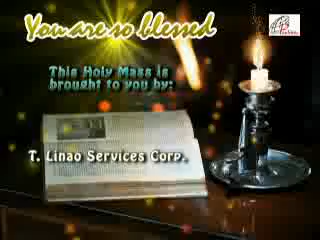 You are so blessed
This Holy Mass is
brought to you by:
T. Linao Services Corp.